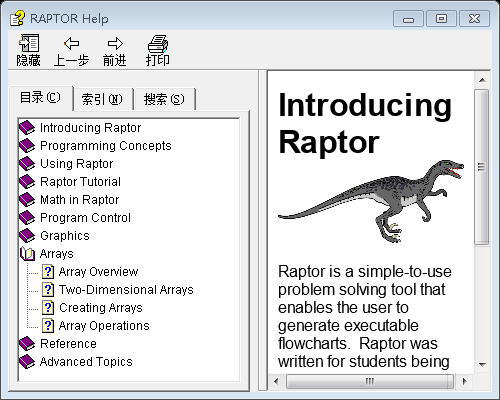 RAPTOR Help
隐藏 上一步 前进 打印
目录(C) 索引(N) 搜索(S)
Introducing Raptor
Programming Concepts
Using Raptor
Raptor Tutorial
Math in Raptor
Program Control
Graphics
Arrays
Array Overview
Two-Dimensional Arrays
Creating Arrays
Array Operations
Reference
Advanced Topics
Introducing
Raptor
Raptor is a simple-to-use
problem solving tool that
enables the user to
generate executable
flowcharts. Raptor was
written for students being